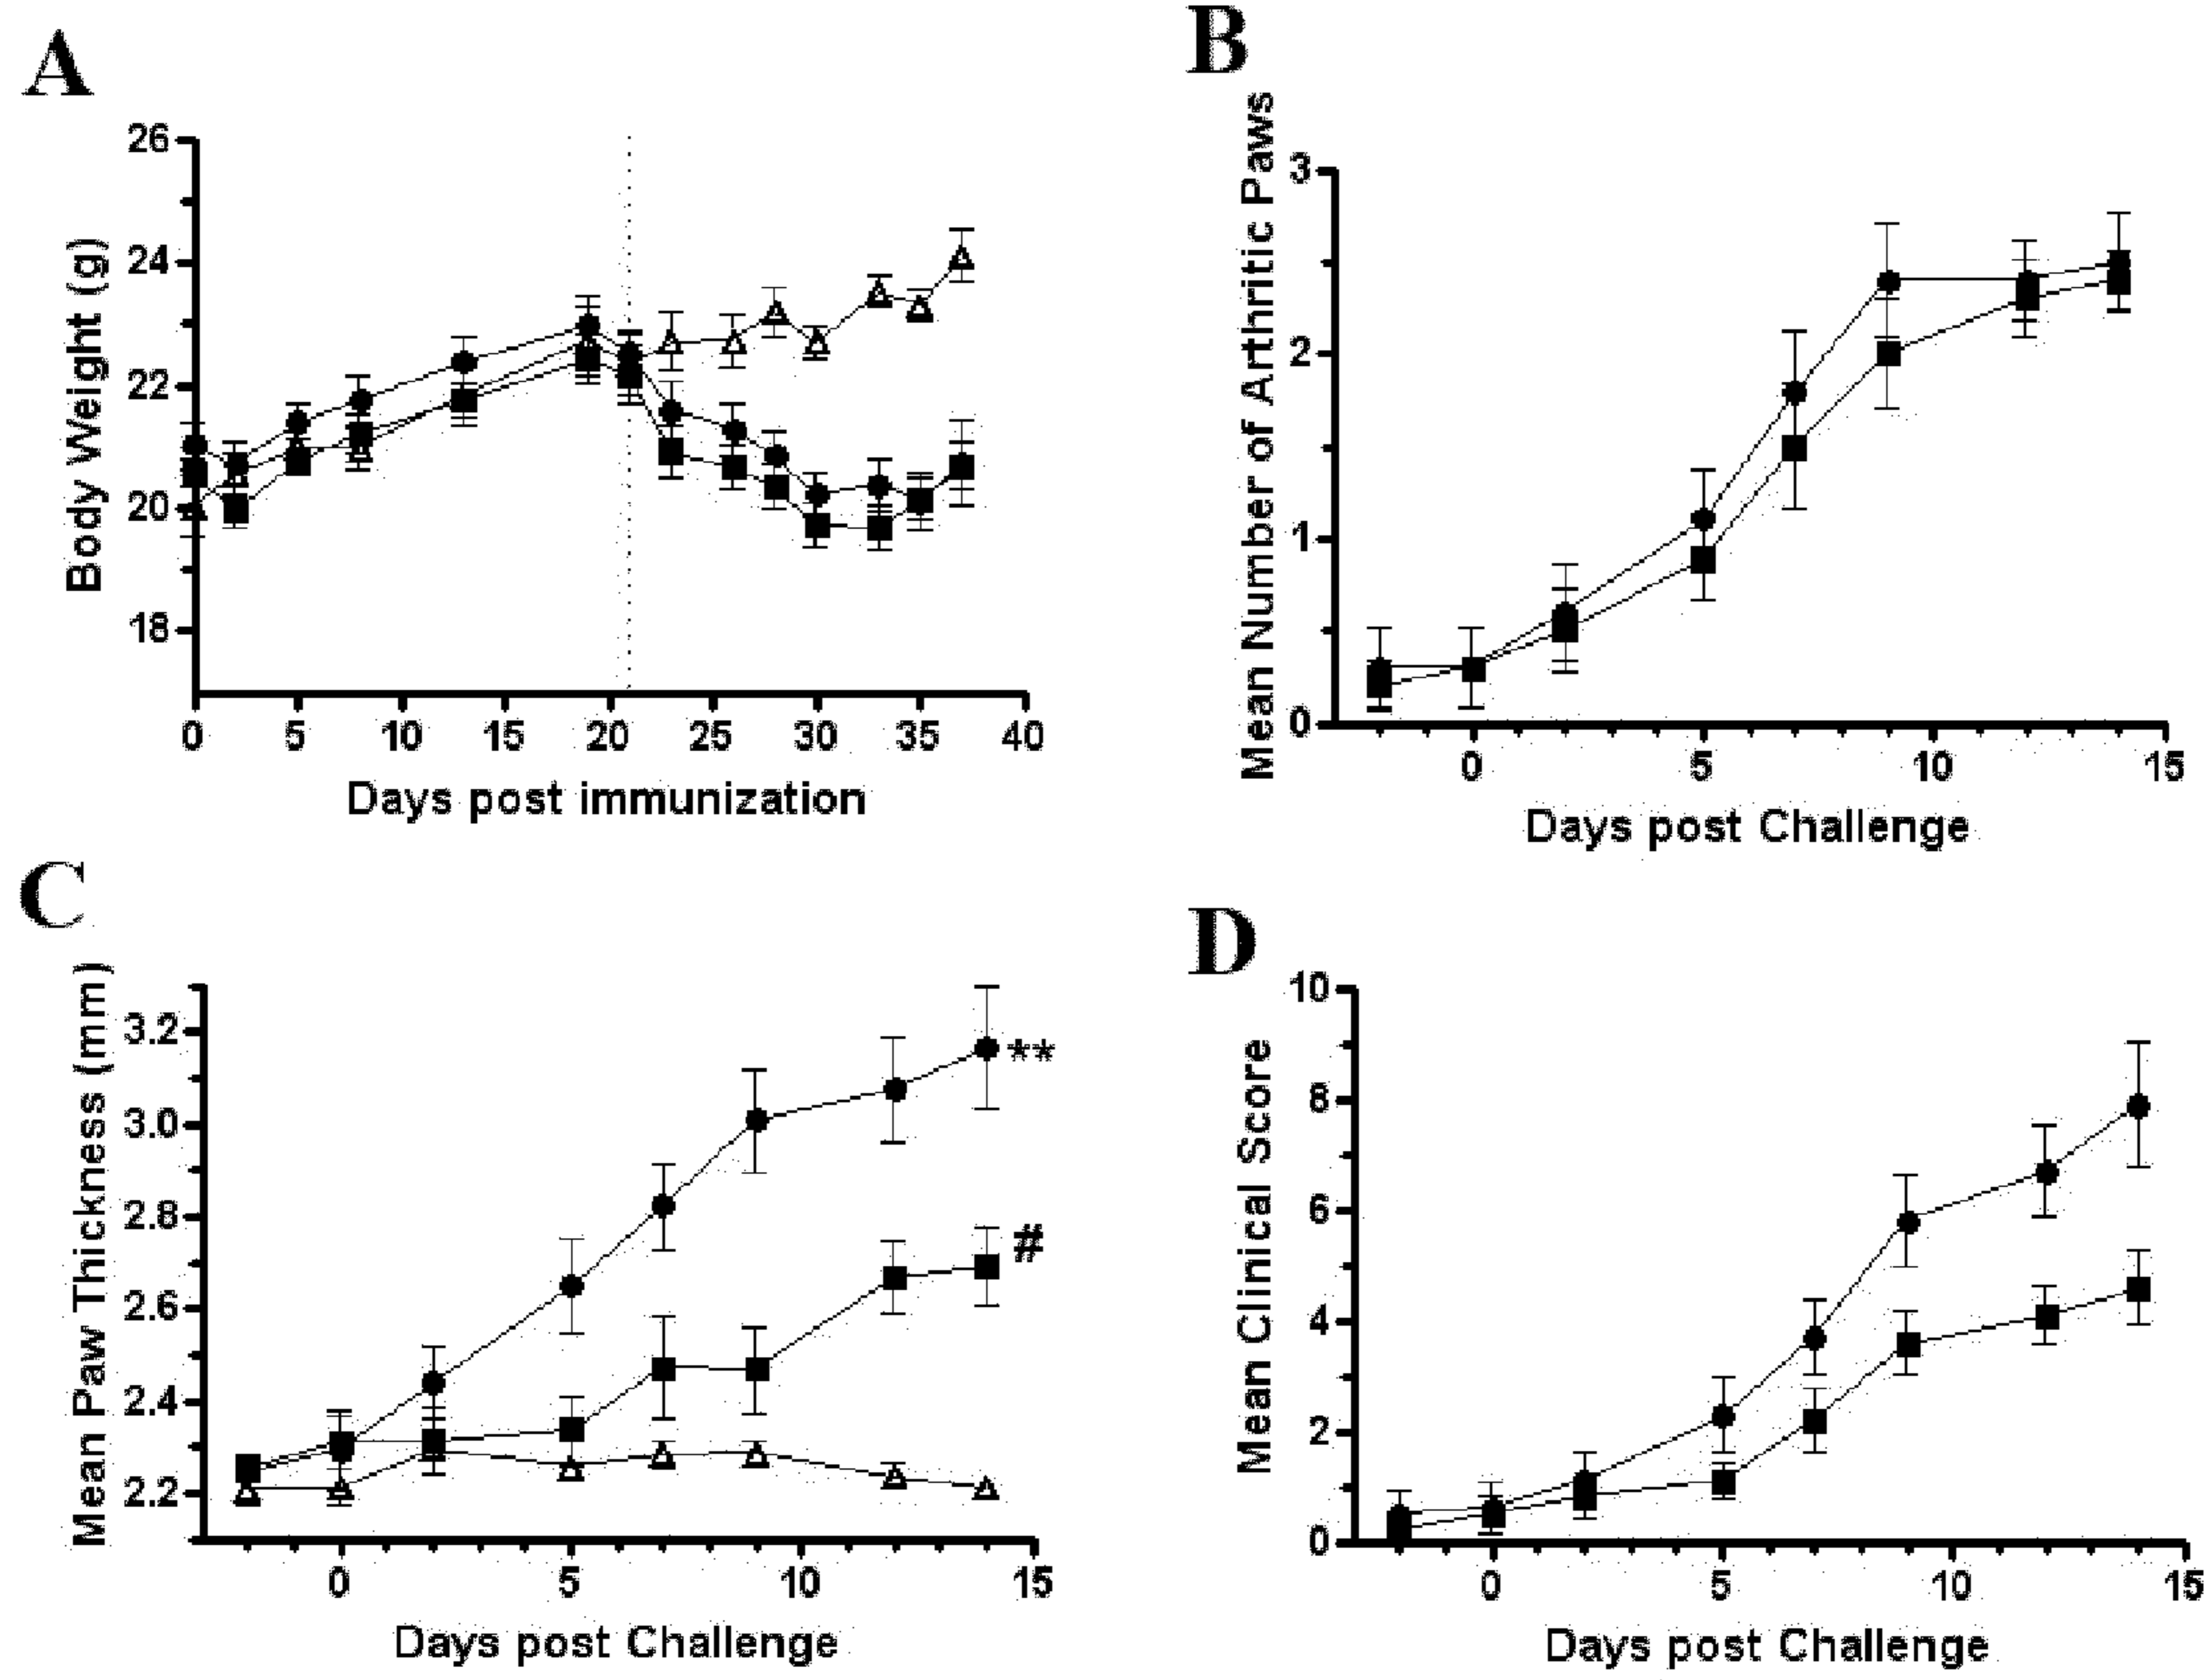 A
Body Weight (g)
26
24
22
20
18
0 5 10 15 20 25 30 35 40
Days post immunization
B
Mean Number of Arthritic Paws
3
2
1
0
0 5 10 15
Days post Challenge
C
Mean Paw Thickness (mm)
3.2
3.0
2.8
2.6
2.4
2.2
**
#
0 5 10 15
Days post Challenge
D
Mean Clinical Score
10
8
6
4
2
0
0 5 10 15
Days post Challenge